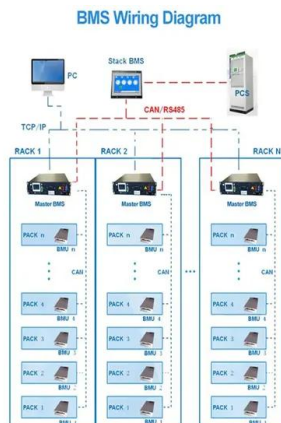 BMS Wiring Diagram
PC
Stack BMS
PCS
CAN/RS485
TCP/IP
RACK 1
RACK 2
RACK N
Master BMS
Master BMS
Master BMS
PACK n
BMU n
PACK n
BMU n
PACK n
BMU n
CAN
CAN
CAN
PACK 4
BMU 4
PACK 4
BMU 4
PACK 4
BMU 4
PACK 3
BMU 3
PACK 3
BMU 3
PACK 3
BMU 3
PACK 2
BMU 2
PACK 2
BMU 2
PACK 2
BMU 2
PACK 1
PACK 1
PACK 1